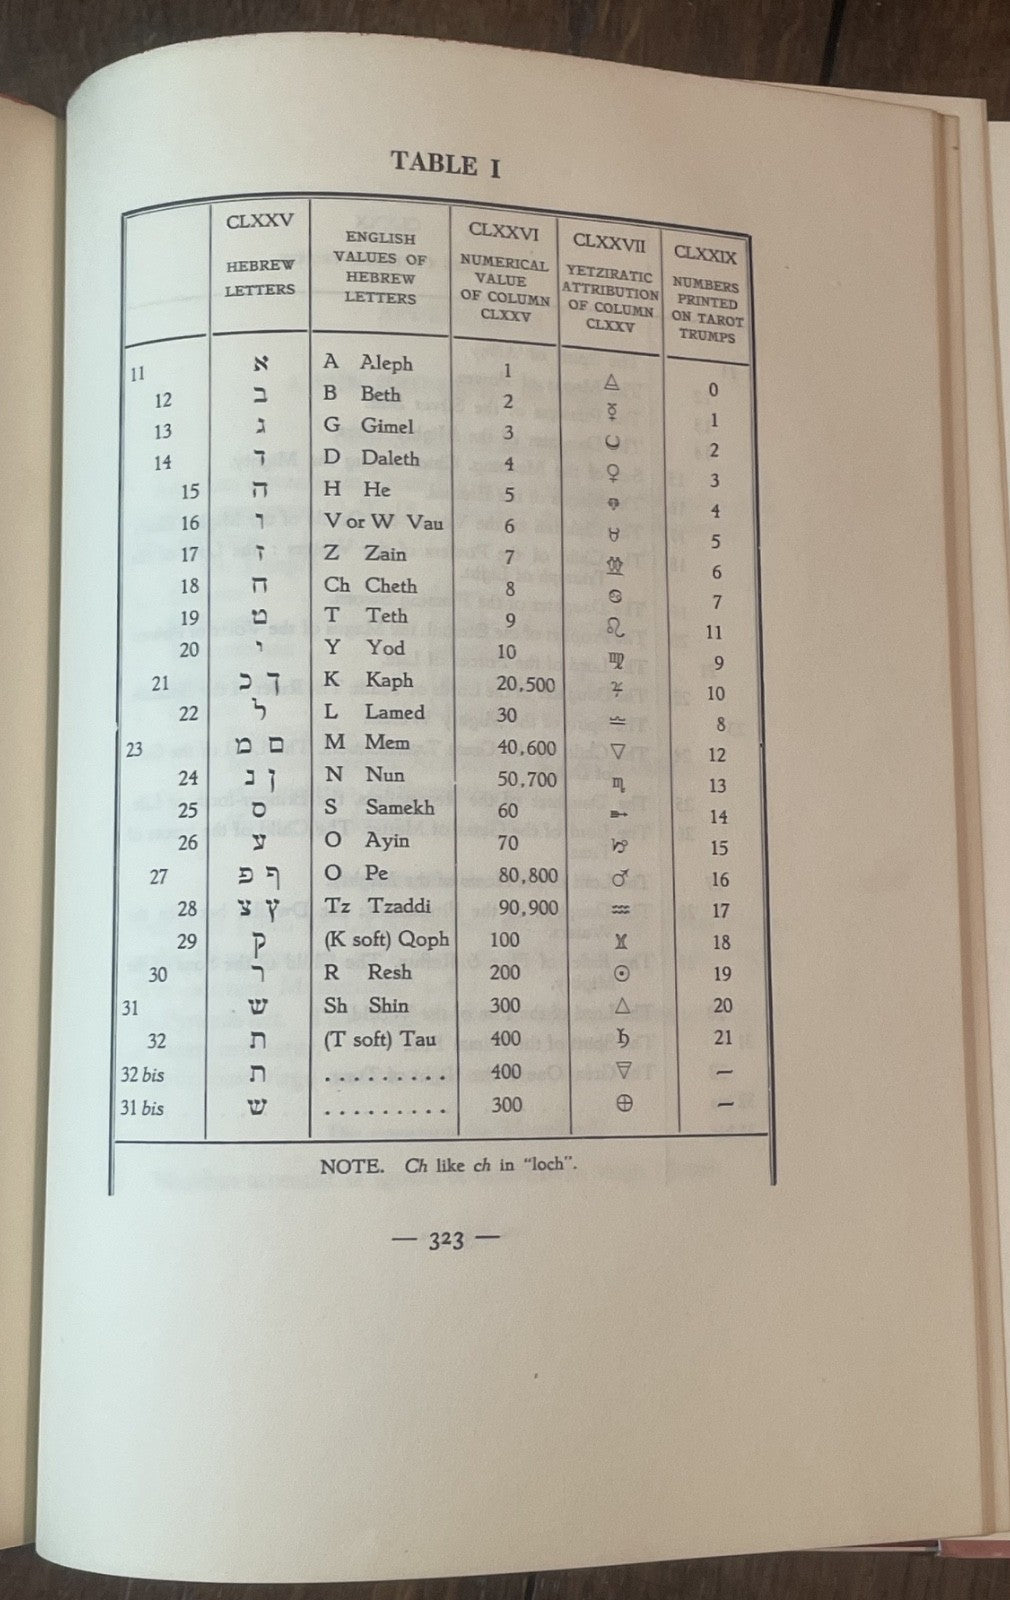 TABLE I
CLXXV
HEBREW
LETTERS
ENGLISH
VALUES OF
HEBREW
LETTERS
CLXXVI
NUMERICAL
VALUE
OF COLUMN
CLXXV
CLXXVII
YETZIRATIC
ATTRIBUTION
OF COLUMN
CLXXV
CLXXIX
NUMBERS
PRINTED
ON TAROT
TRUMPS
11 א A Aleph 1 🜁 0
12 ב B Beth 2 ☿ 1
13 ג G Gimel 3 ☽ 2
14 ד D Daleth 4 ♀ 3
15 ה H He 5 ♈ 4
16 ו V or W Vau 6 ♉ 5
17 ז Z Zain 7 ♊ 6
18 ח Ch Cheth 8 ♋ 7
19 ט T Teth 9 ♌ 11
20 י Y Yod 10 ♍ 9
21 כ ך K Kaph 20,500 ♃ 10
22 ל L Lamed 30 ♎ 8
23 מ ם M Mem 40,600 ▽ 12
24 נ ן N Nun 50,700 ♏ 13
25 ס S Samekh 60 ♐ 14
26 ע O Ayin 70 ♑ 15
27 פ ף O Pe 80,800 ♂ 16
28 צ ץ Tz Tzaddi 90,900 ♒ 17
29 ק (K soft) Qoph 100 ♓ 18
30 ר R Resh 200 ☉ 19
31 ש Sh Shin 300 △ 20
32 ת (T soft) Tau 400 ♄ 21
32 bis ת ......... 400 🜃 —
31 bis ש ......... 300 ⊕ —
NOTE. Ch like ch in “loch”.
— 323 —